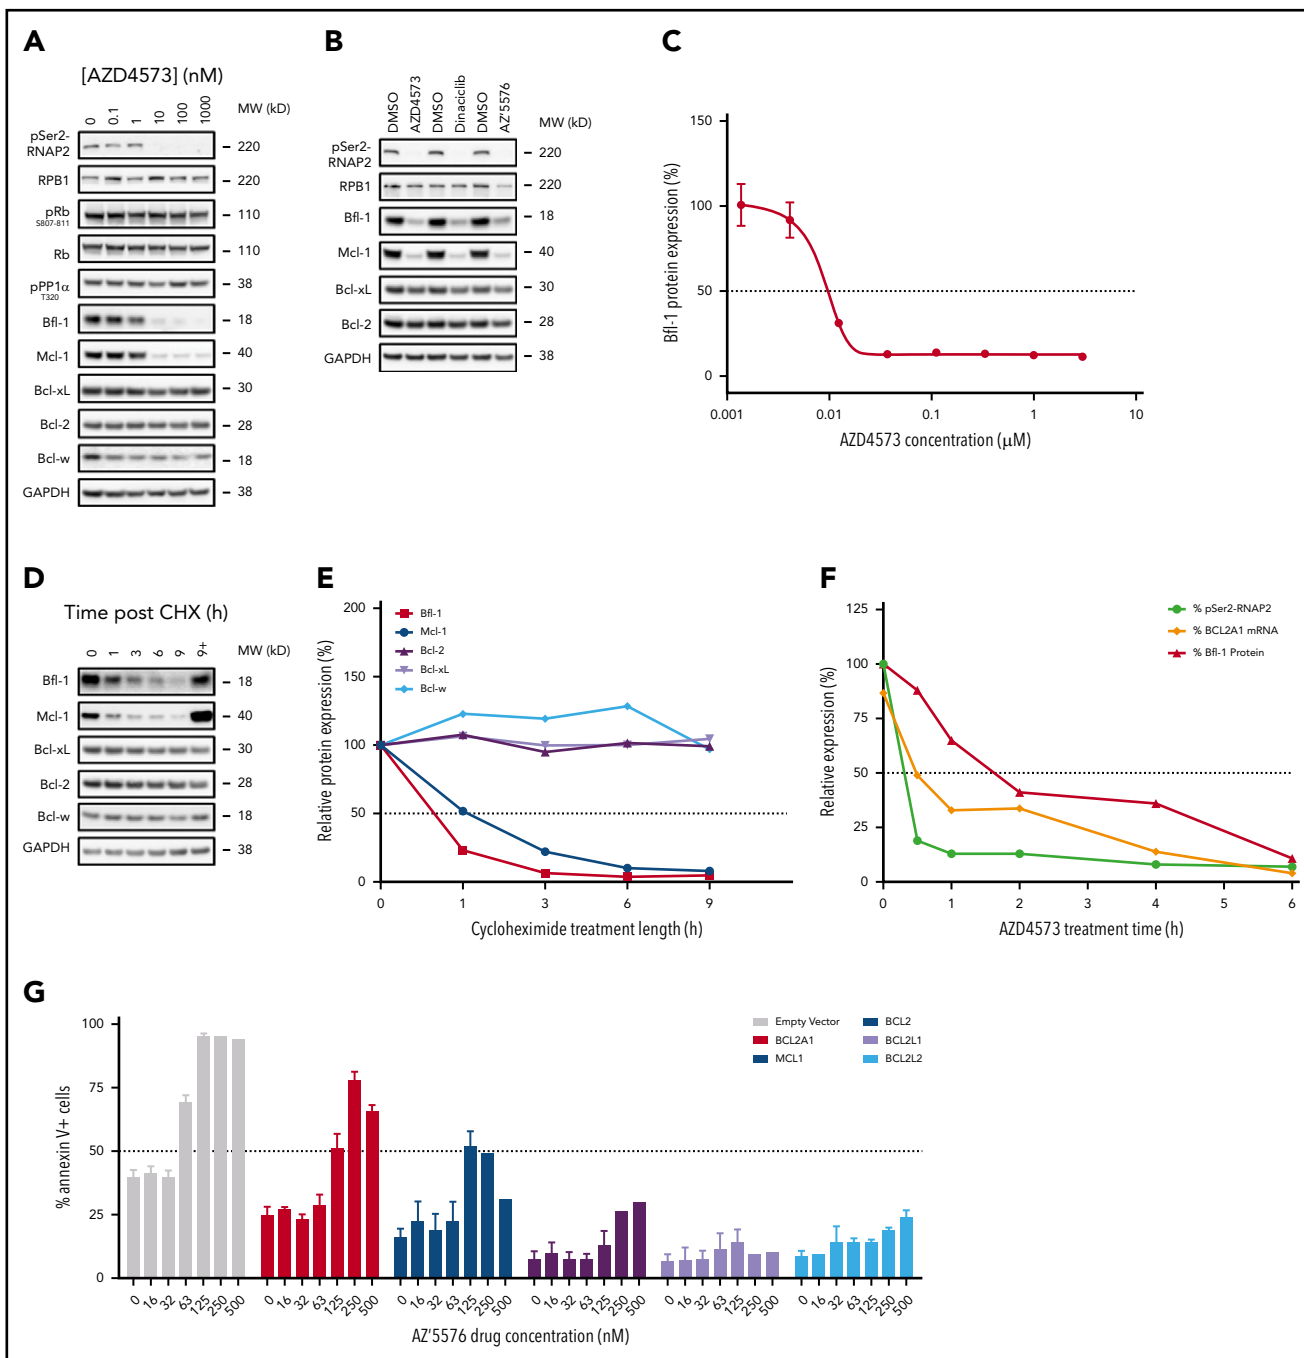 A
[AZD4573] (nM)
0 0.1 1 10 100 1000
MW (kD)
pSer2-
RNAP2
220
RPB1
220
pRb
S807-811
110
Rb
110
pPP1α
T320
38
Bfl-1
18
Mcl-1
40
Bcl-xL
30
Bcl-2
28
Bcl-w
18
GAPDH
38
B
DMSO AZD4573 DMSO Dinaciclib DMSO AZ'5576
MW (kD)
pSer2-
RNAP2
220
RPB1
220
Bfl-1
18
Mcl-1
40
Bcl-xL
30
Bcl-2
28
GAPDH
38
C
Bfl-1 protein expression (%)
150
100
50
0
0.001 0.01 0.1 1 10
AZD4573 concentration (μM)
D
Time post CHX (h)
0 1 3 6 9 9+
MW (kD)
Bfl-1
18
Mcl-1
40
Bcl-xL
30
Bcl-2
28
Bcl-w
18
GAPDH
38
E
Relative protein expression (%)
200
150
100
50
0
Bfl-1
Mcl-1
Bcl-2
Bcl-xL
Bcl-w
0 1 3 6 9
Cycloheximide treatment length (h)
F
Relative expression (%)
125
100
75
50
25
0
% pSer2-RNAP2
% BCL2A1 mRNA
% Bfl-1 Protein
0 1 2 3 4 5 6
AZD4573 treatment time (h)
G
% annexin V+ cells
100
75
50
25
0
Empty Vector
BCL2A1
MCL1
BCL2
BCL2L1
BCL2L2
0 16 32 63 125 250 500 0 16 32 63 125 250 500 0 16 32 63 125 250 500 0 16 32 63 125 250 500 0 16 32 63 125 250 500 0 16 32 63 125 250 500
AZ'5576 drug concentration (nM)